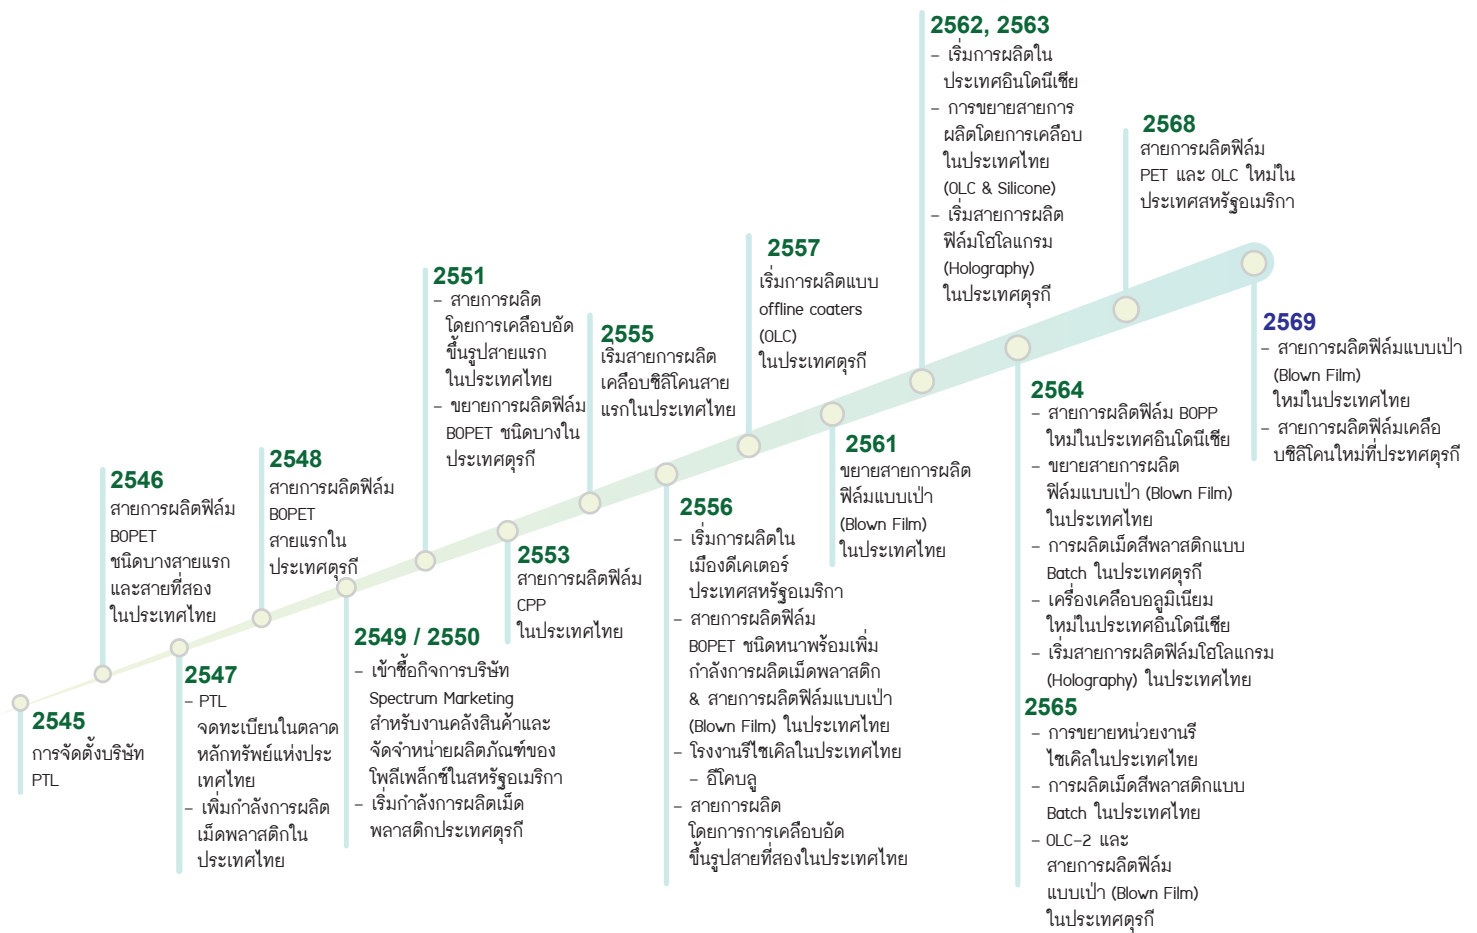 2545
การจัดตั้งบริษัท
PTL
2546
สายการผลิตฟิล์ม
BOPET
ชนิดบางสายแรก
และสายที่สอง
ในประเทศไทย
2547
- PTL
จดทะเบียนในตลาด
หลักทรัพย์แห่งประ
เทศไทย
- เพิ่มกำลังการผลิต
เม็ดพลาสติกใน
ประเทศไทย
2548
สายการผลิตฟิล์ม
BOPET
สายแรกใน
ประเทศตุรกี
2549 / 2550
- เข้าซื้อกิจการบริษัท
Spectrum Marketing
สำหรับงานคลังสินค้าและ
จัดจำหน่ายผลิตภัณฑ์ของ
โพลีเพล็กซ์ในสหรัฐอเมริกา
- เริ่มกำลังการผลิตเม็ด
พลาสติกประเทศตุรกี
2551
- สายการผลิต
โดยการเคลือบอัด
ขึ้นรูปสายแรก
ในประเทศไทย
- ขยายการผลิตฟิล์ม
BOPET ชนิดบางใน
ประเทศตุรกี
2553
สายการผลิตฟิล์ม
CPP
ในประเทศไทย
2555
เริ่มสายการผลิต
เคลือบซิลิโคนสาย
แรกในประเทศไทย
2556
- เริ่มการผลิตใน
เมืองดีเคเตอร์
ประเทศสหรัฐอเมริกา
- สายการผลิตฟิล์ม
BOPET ชนิดหนาพร้อมเพิ่ม
กำลังการผลิตเม็ดพลาสติก
& สายการผลิตฟิล์มแบบเป่า
(Blown Film) ในประเทศไทย
- โรงงานรีไซเคิลในประเทศไทย
- อีโคบลู
- สายการผลิต
โดยการการเคลือบอัด
ขึ้นรูปสายที่สองในประเทศไทย
2557
เริ่มการผลิตแบบ
offline coaters
(OLC)
ในประเทศตุรกี
2561
ขยายสายการผลิต
ฟิล์มแบบเป่า
(Blown Film)
ในประเทศไทย
2562, 2563
- เริ่มการผลิตใน
ประเทศอินโดนีเซีย
- การขยายสายการ
ผลิตโดยการเคลือบ
ในประเทศไทย
(OLC & Silicone)
- เริ่มสายการผลิต
ฟิล์มโฮโลแกรม
(Holography)
ในประเทศตุรกี
2564
- สายการผลิตฟิล์ม BOPP
ใหม่ในประเทศอินโดนีเซีย
- ขยายสายการผลิต
ฟิล์มแบบเป่า (Blown Film)
ในประเทศไทย
- การผลิตเม็ดสีพลาสติกแบบ
Batch ในประเทศตุรกี
- เครื่องเคลือบอลูมิเนียม
ใหม่ในประเทศอินโดนีเซีย
- เริ่มสายการผลิตฟิล์มโฮโลแกรม
(Holography) ในประเทศไทย
2565
- การขยายหน่วยงานรี
ไซเคิลในประเทศไทย
- การผลิตเม็ดสีพลาสติกแบบ
Batch ในประเทศไทย
- OLC-2 และ
สายการผลิตฟิล์ม
แบบเป่า (Blown Film)
ในประเทศตุรกี
2568
สายการผลิตฟิล์ม
PET และ OLC ใหม่ใน
ประเทศสหรัฐอเมริกา
2569
- สายการผลิตฟิล์มแบบเป่า
(Blown Film)
ใหม่ในประเทศไทย
- สายการผลิตฟิล์มเคลือ
บซิลิโคนใหม่ที่ประเทศตุรกี